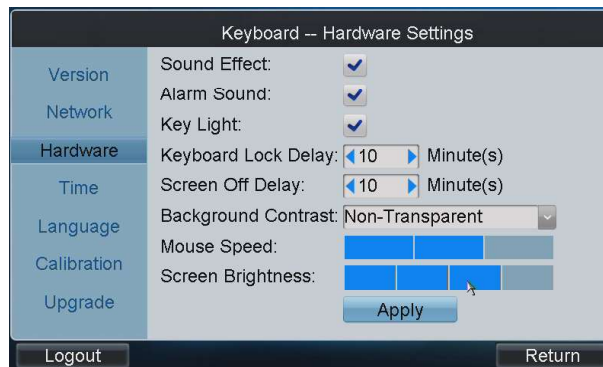 Keyboard -- Hardware Settings
Version
Network
Hardware
Time
Language
Calibration
Upgrade
Sound Effect:
Alarm Sound:
Key Light:
Keyboard Lock Delay: 10 Minute(s)
Screen Off Delay: 10 Minute(s)
Background Contrast: Non-Transparent
Mouse Speed:
Screen Brightness:
Apply
Logout
Return